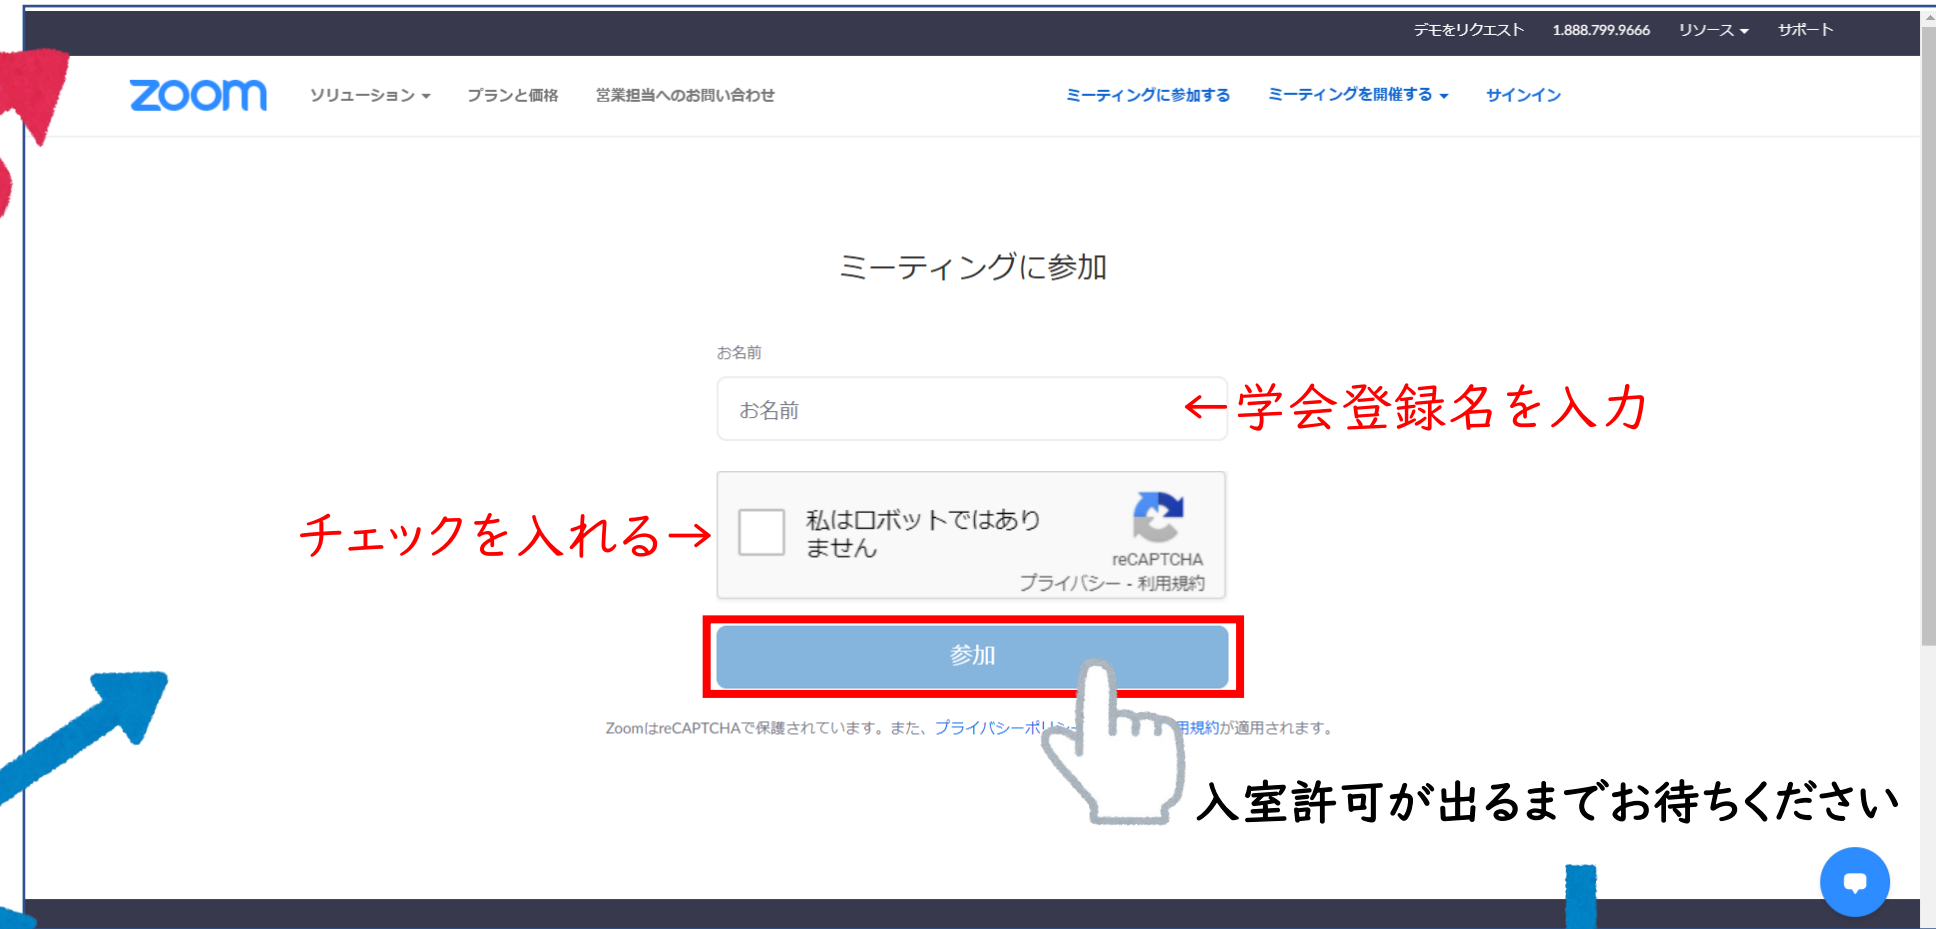 デモをリクエスト 1.888.799.9666 リソース サポート
zoom ソリューション プランと価格 営業担当へのお問い合わせ ミーティングに参加する ミーティングを開催する サインイン
ミーティングに参加
お名前
お名前
←学会登録名を入力
チェックを入れる→
私はロボットではあり
ません
reCAPTCHA
プライバシー - 利用規約
参加
ZoomはreCAPTCHAで保護されています。また、プライバシーポリシー 用規約が適用されます。
入室許可が出るまでお待ちください